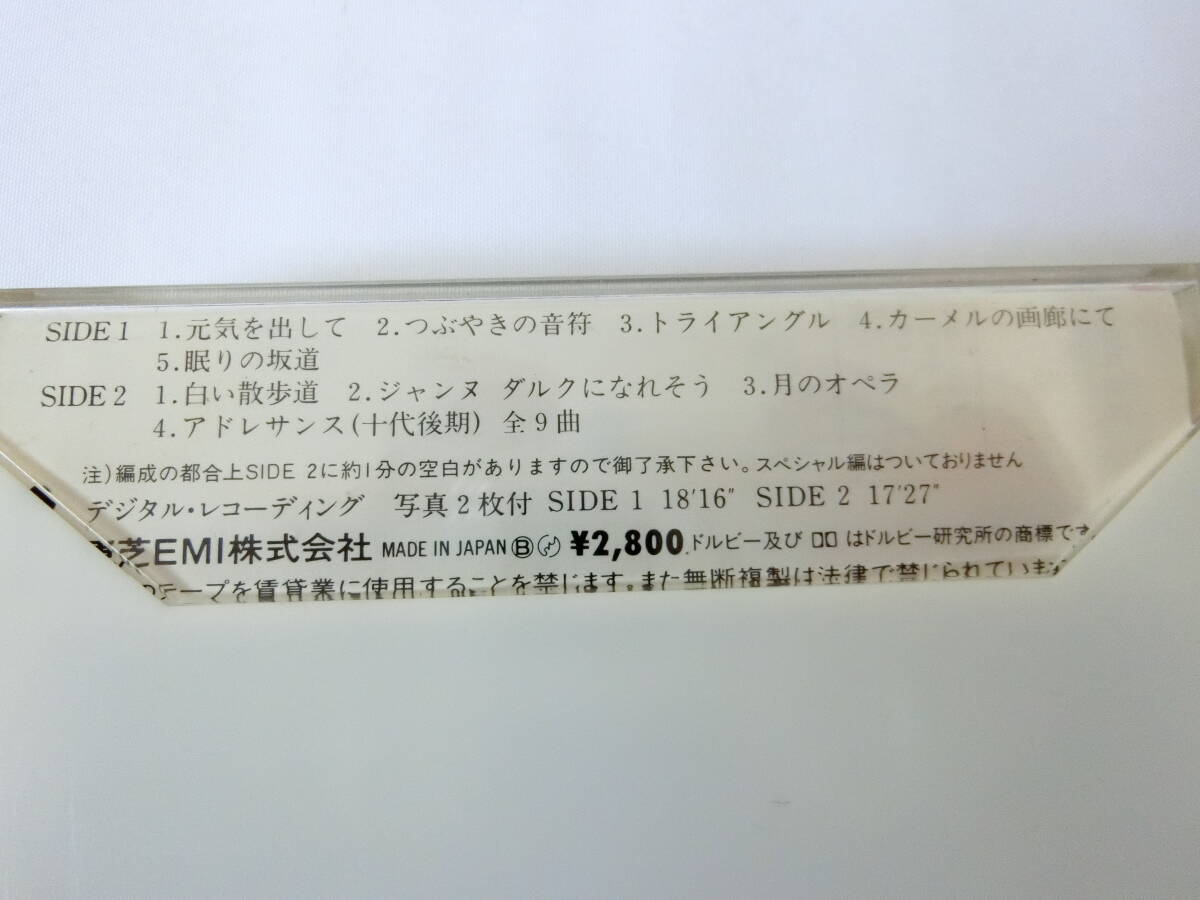 SIDE 1 1.元気を出して 2.つぶやきの音符 3.トライアングル 4.カーメルの画廊にて
5.眠りの坂道
SIDE 2 1.白い散歩道 2.ジャンヌ ダルクになれそう 3.月のオペラ
4.アドレサンス(十代後期) 全9曲
注)編成の都合上SIDE 2に約1分の空白がありますので御了承下さい。スペシャル編はついておりません
デジタル・レコーディング 写真2枚付 SIDE 1 18'16" SIDE 2 17'27"
芝EMI株式会社 MADE IN JAPAN Ⓑ ¥2,800 ドルビー及び はドルビー研究所の商標です
テープを賃貸業に使用することを禁じます。また無断複製は法律で禁じられていま